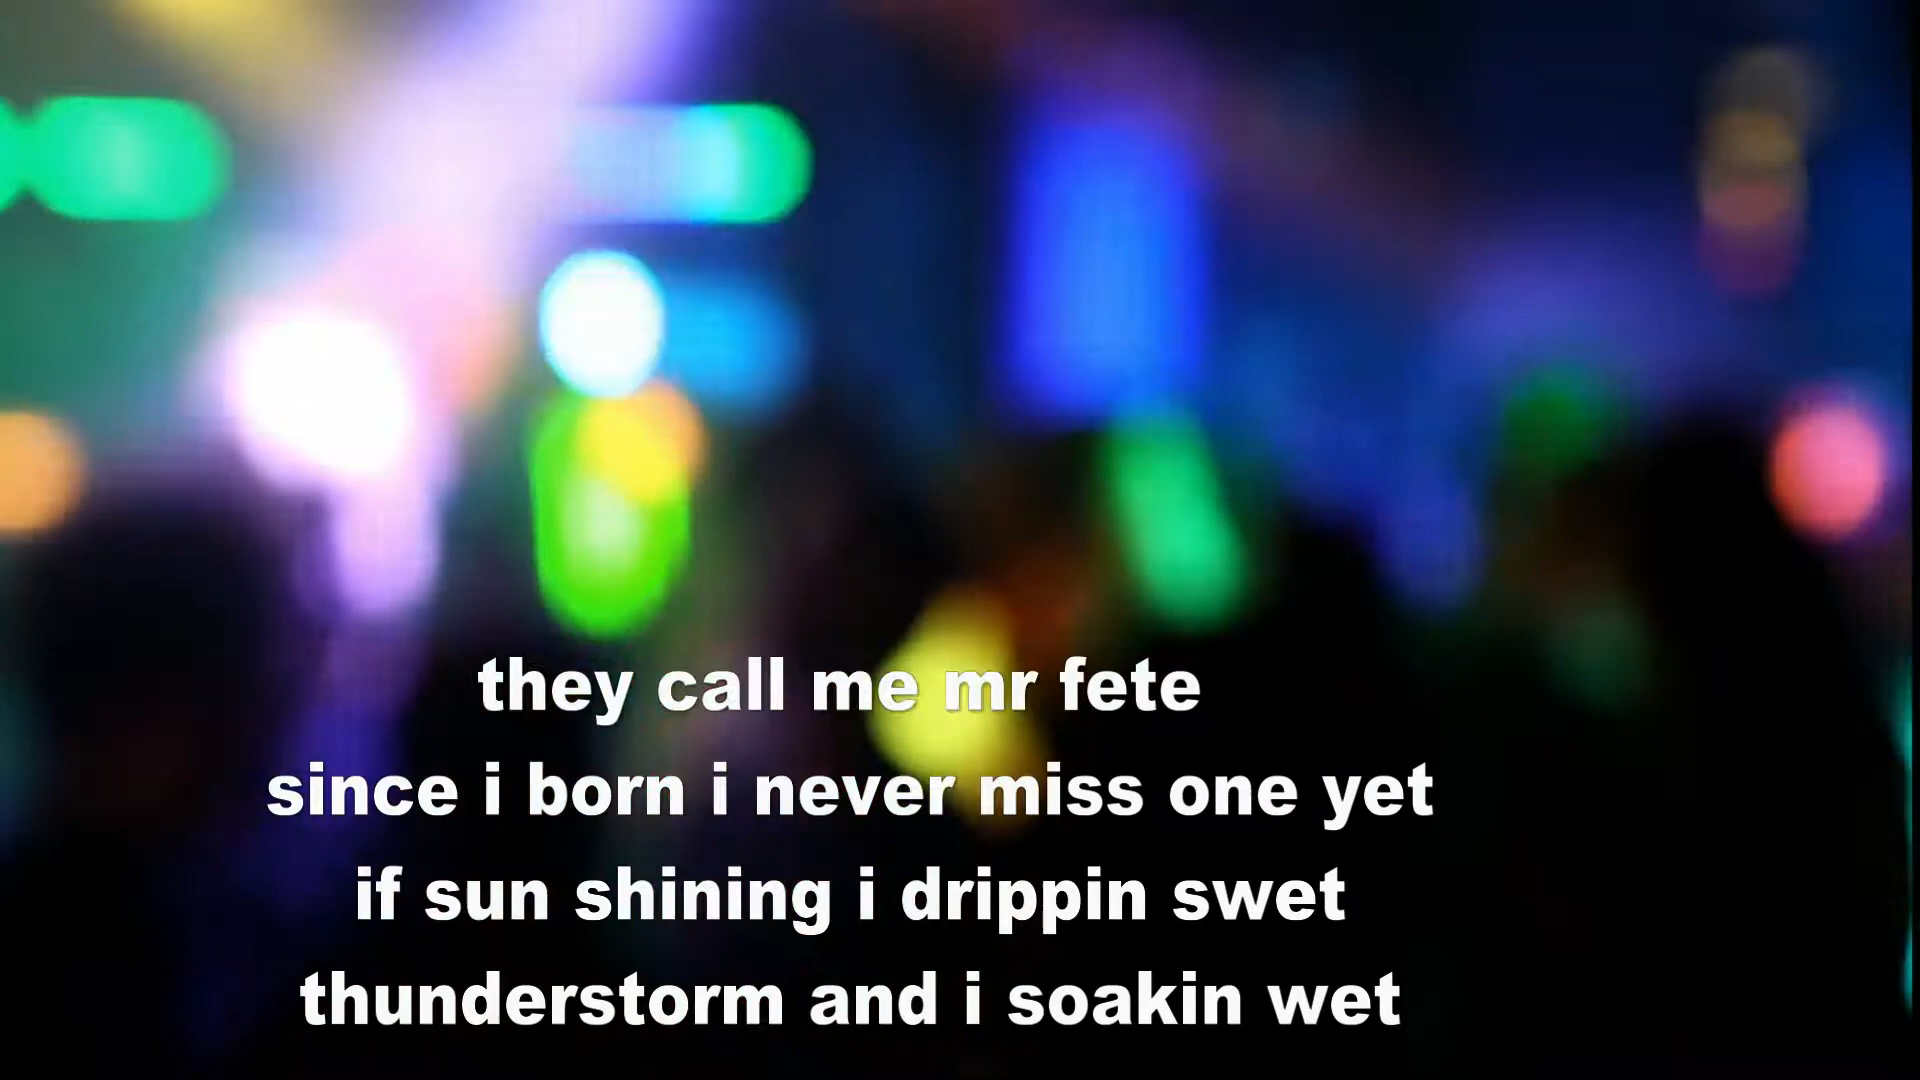 they call me mr fete
since i born i never miss one yet
if sun shining i drippin swet
thunderstorm and i soakin wet